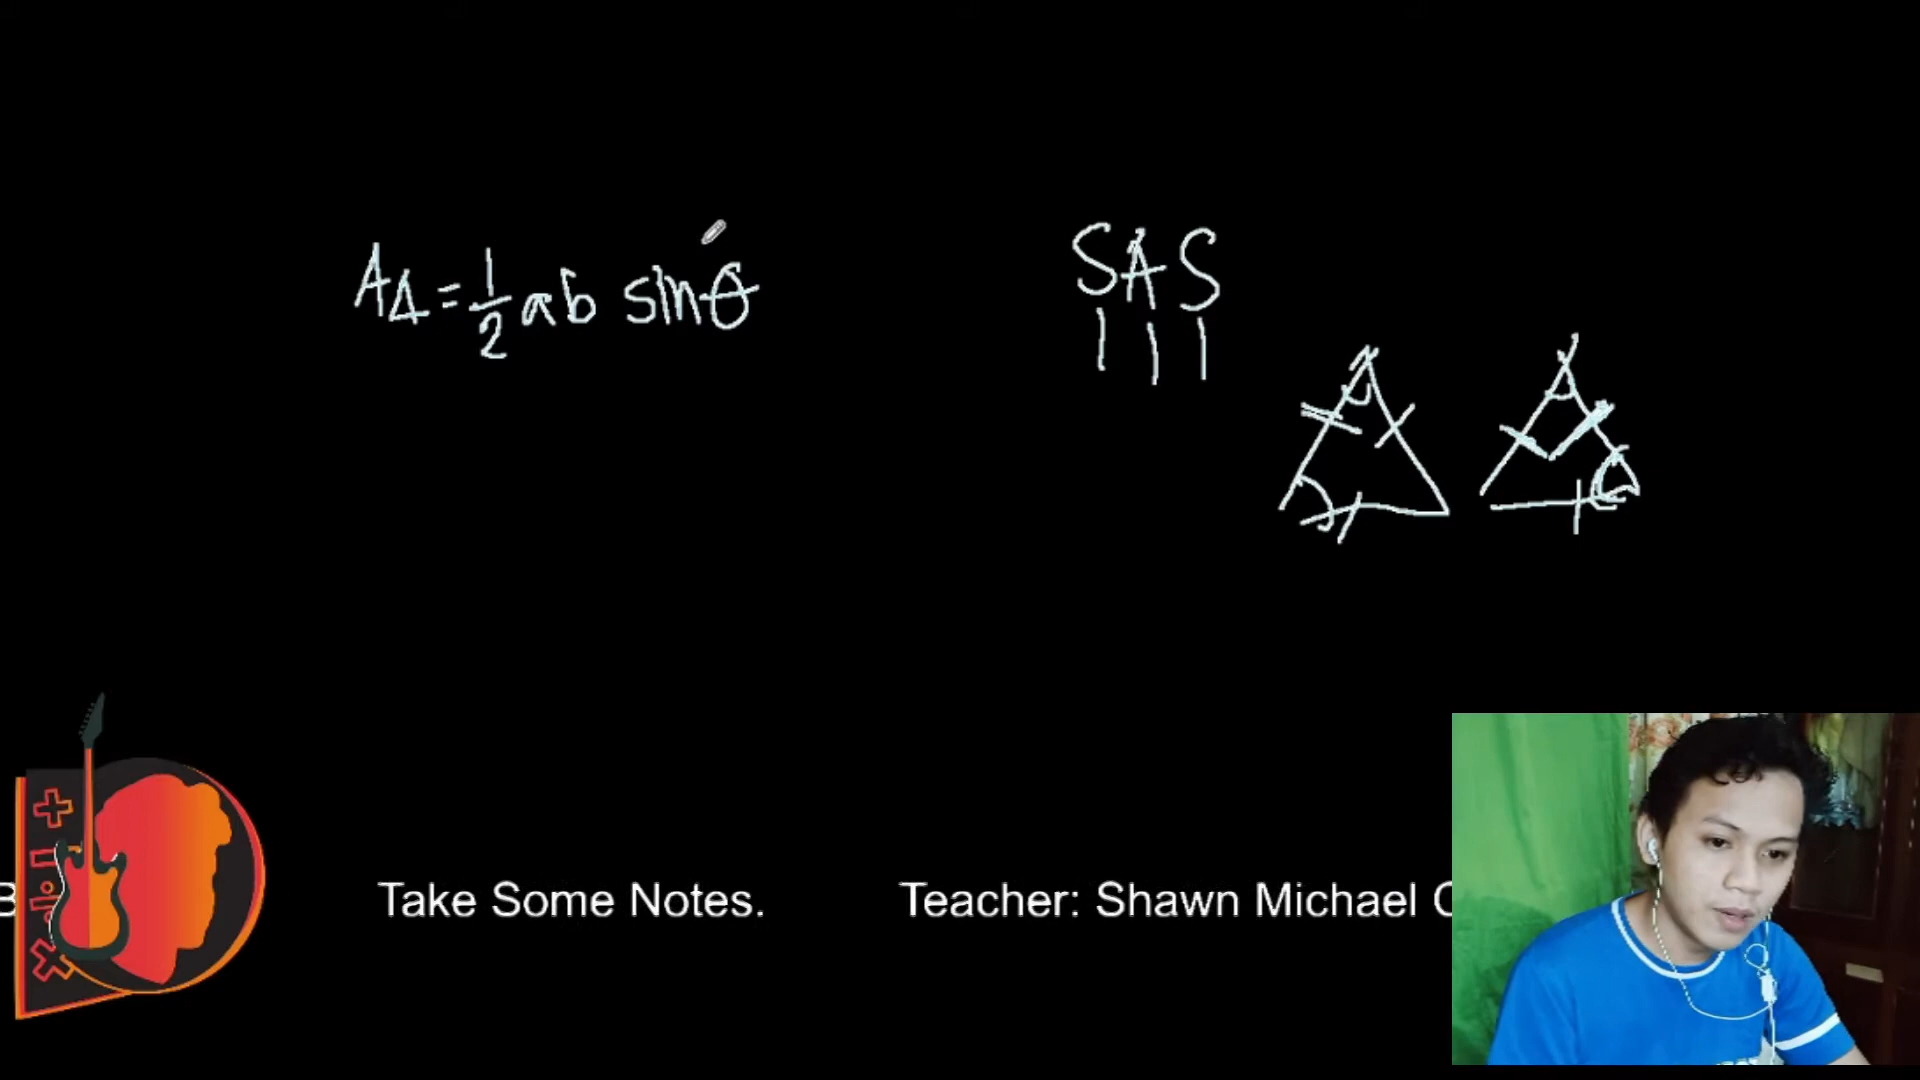 A△ = 1/2 ab sinθ
SAS
Take Some Notes. Teacher: Shawn Michael